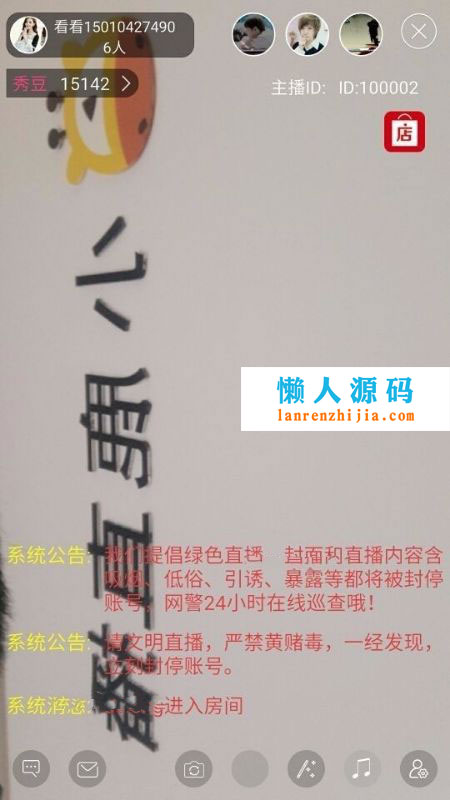 看看15010427490
6人
秀豆 15142
主播ID: ID:100002
店
小
直
懒人源码
lanrenzhijia.com
系统公告: 我们提倡绿色直播 封面和直播内容含
吸烟、低俗、引诱、暴露等都将被封停
账号，网警24小时在线巡查哦！
系统公告: 请文明直播，严禁黄赌毒，一经发现，
立刻封停账号。
系统消 进入房间